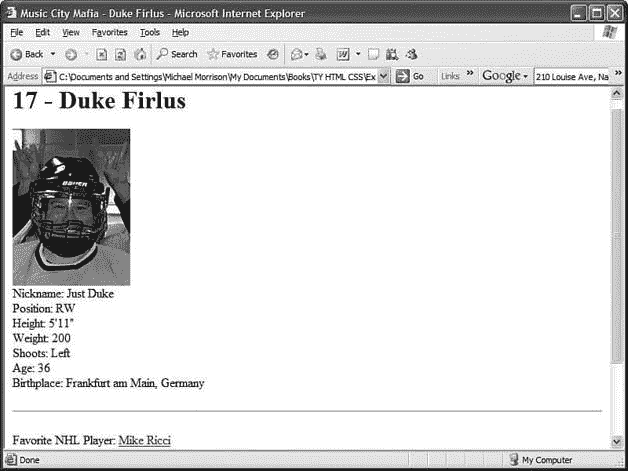 Music City Mafia - Duke Firlus - Microsoft Internet Explorer
File Edit View Favorites Tools Help
Back Search Favorites
Address C:\Documents and Settings\Michael Morrison\My Documents\Books\TY HTML CSS\Ex Go Links » Google 210 Louise Ave, Na »
17 - Duke Firlus
BAUER
Nickname: Just Duke
Position: RW
Height: 5'11"
Weight: 200
Shoots: Left
Age: 36
Birthplace: Frankfurt am Main, Germany
Favorite NHL Player: Mike Ricci
Done My Computer